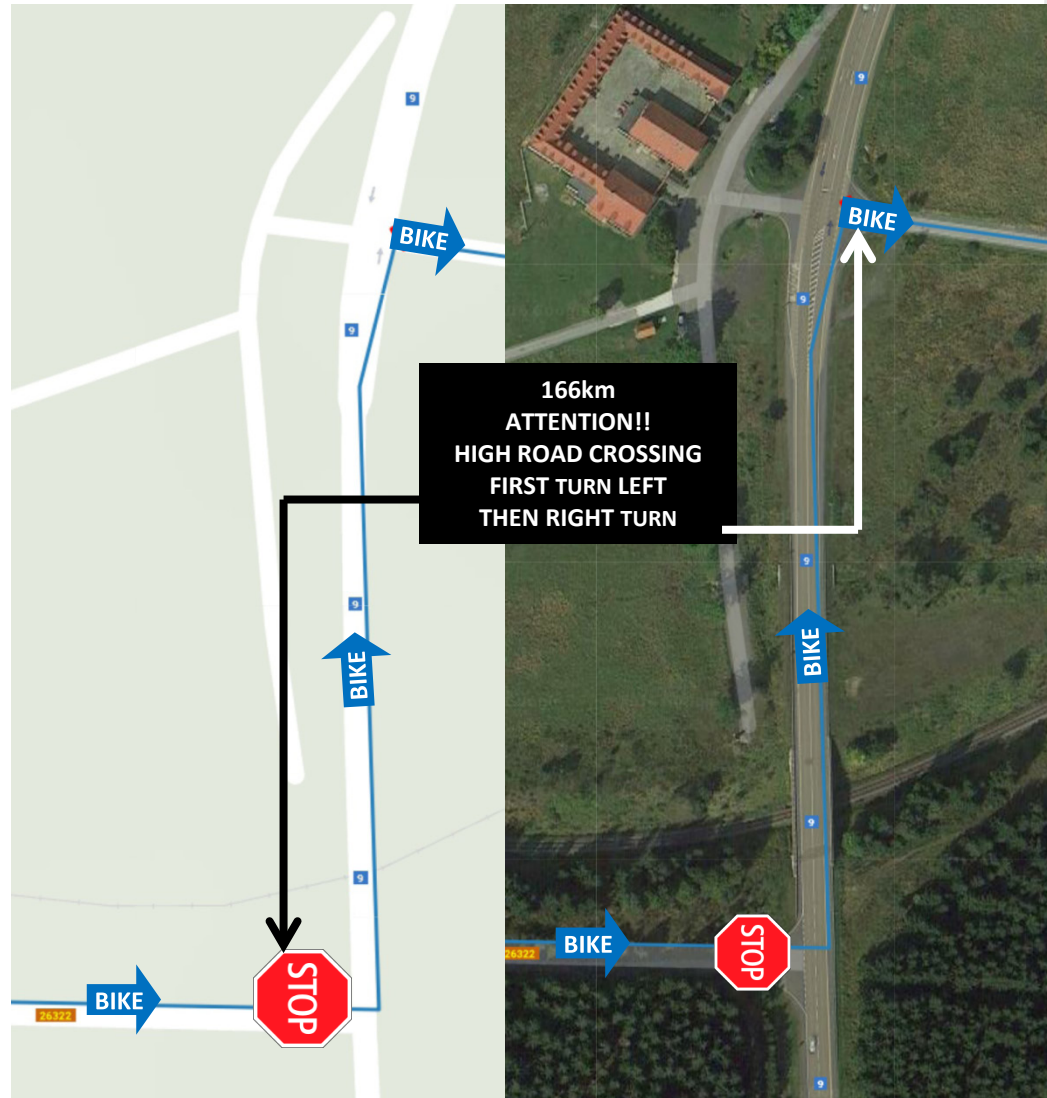 9
9
BIKE
BIKE
9
9
166km
ATTENTION!!
HIGH ROAD CROSSING
FIRST TURN LEFT
THEN RIGHT TURN
9
9
BIKE
BIKE
9
9
9
BIKE
STOP
26322
BIKE
STOP
26322
9